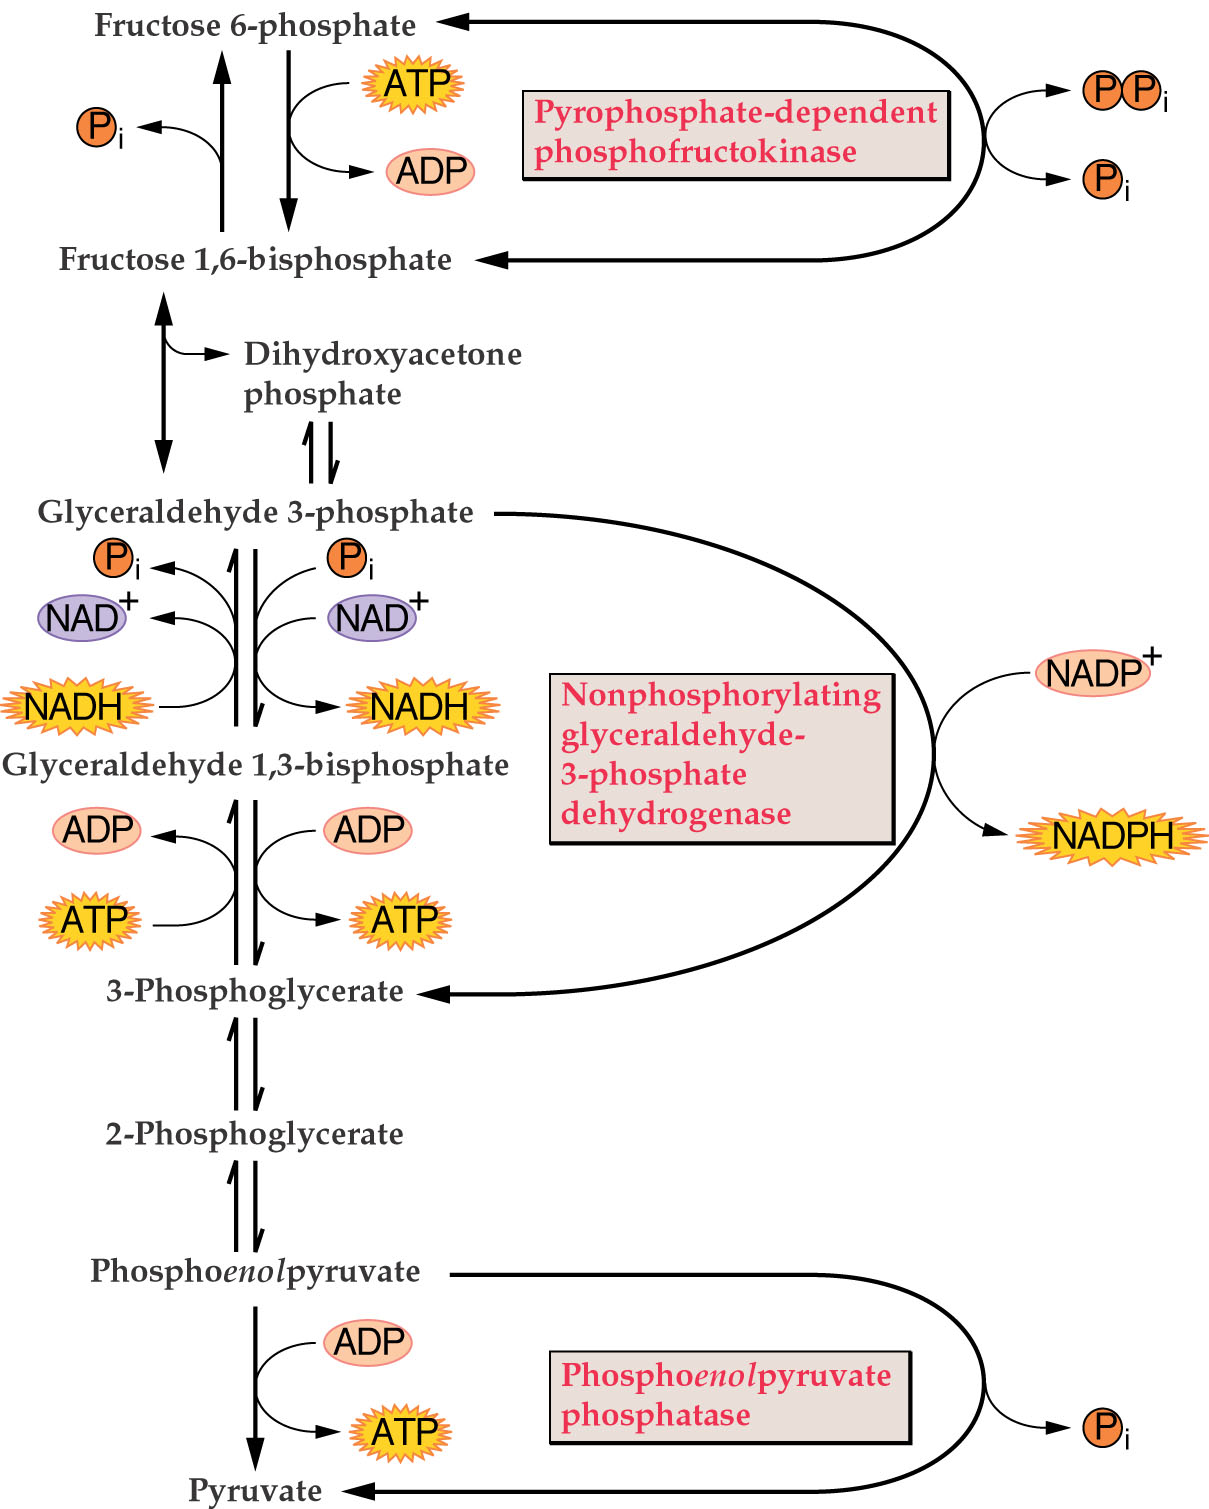 Fructose 6-phosphate
ATP
Pi
ADP
Pyrophosphate-dependent
phosphofructokinase
PPi
Pi
Fructose 1,6-bisphosphate
Dihydroxyacetone
phosphate
Glyceraldehyde 3-phosphate
Pi
Pi
NAD+
NAD+
NADH
NADH
Nonphosphorylating
glyceraldehyde-
3-phosphate
dehydrogenase
NADP+
NADPH
Glyceraldehyde 1,3-bisphosphate
ADP
ADP
ATP
ATP
3-Phosphoglycerate
2-Phosphoglycerate
Phosphoenolpyruvate
ADP
ATP
Phosphoenolpyruvate
phosphatase
Pi
Pyruvate